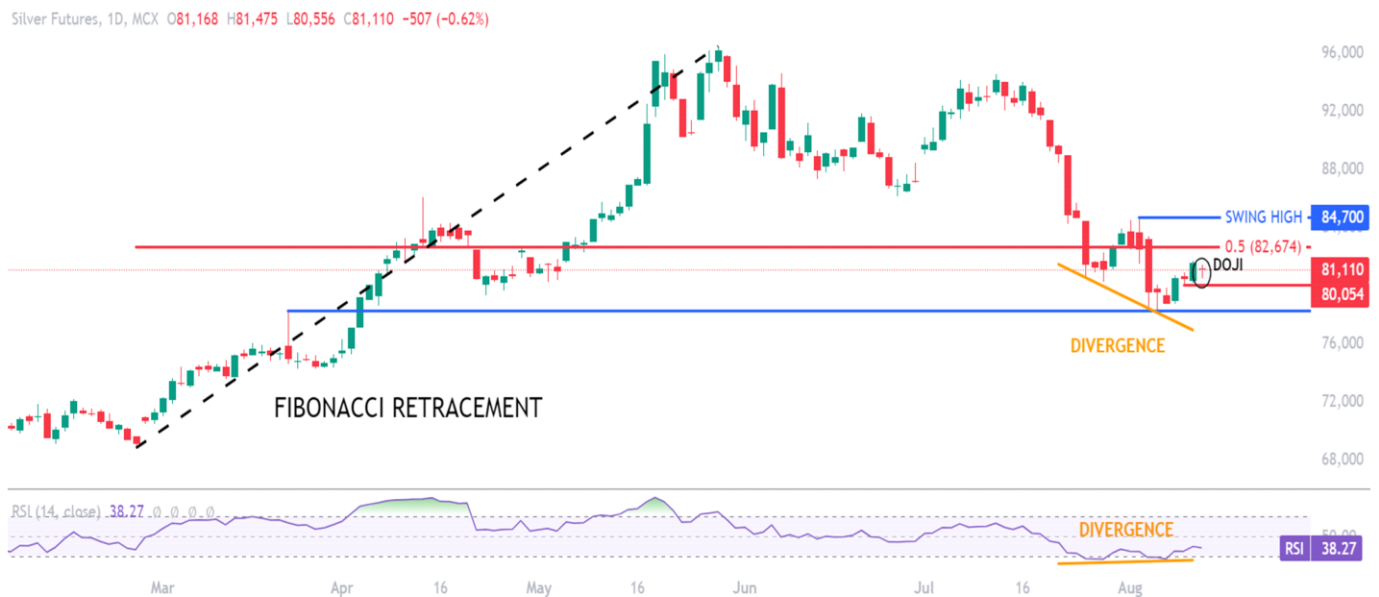 Silver Futures, 1D, MCX O81,168 H81,475 L80,556 C81,110 −507 (−0.62%)
96,000
92,000
88,000
SWING HIGH 84,700
0.5 (82,674)
DOJI
81,110
80,054
DIVERGENCE
76,000
FIBONACCI RETRACEMENT
72,000
68,000
RSI (14, close) 38.27 Ø Ø Ø Ø
DIVERGENCE
50.00
RSI 38.27
Mar Apr 16 May 16 Jun Jul 16 Aug